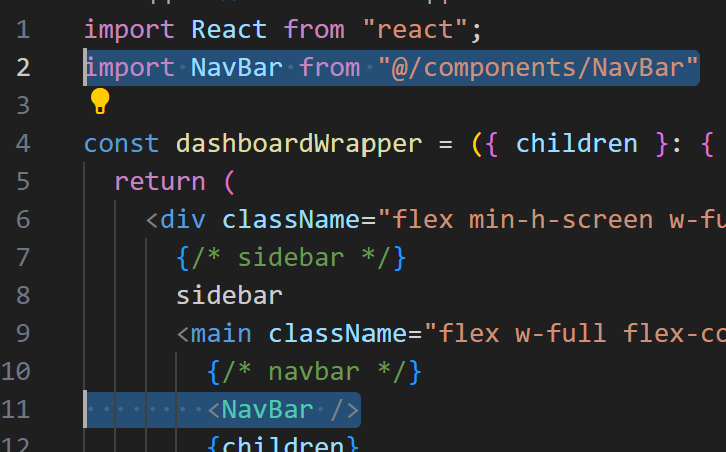 1 import React from "react";
2 import NavBar from "@/components/NavBar"
3
4 const dashboardWrapper = ({ children }: {
5 return (
6 <div className="flex min-h-screen w-fu
7 {/* sidebar */}
8 sidebar
9 <main className="flex w-full flex-co
10 {/* navbar */}
11 <NavBar />
12 {children}